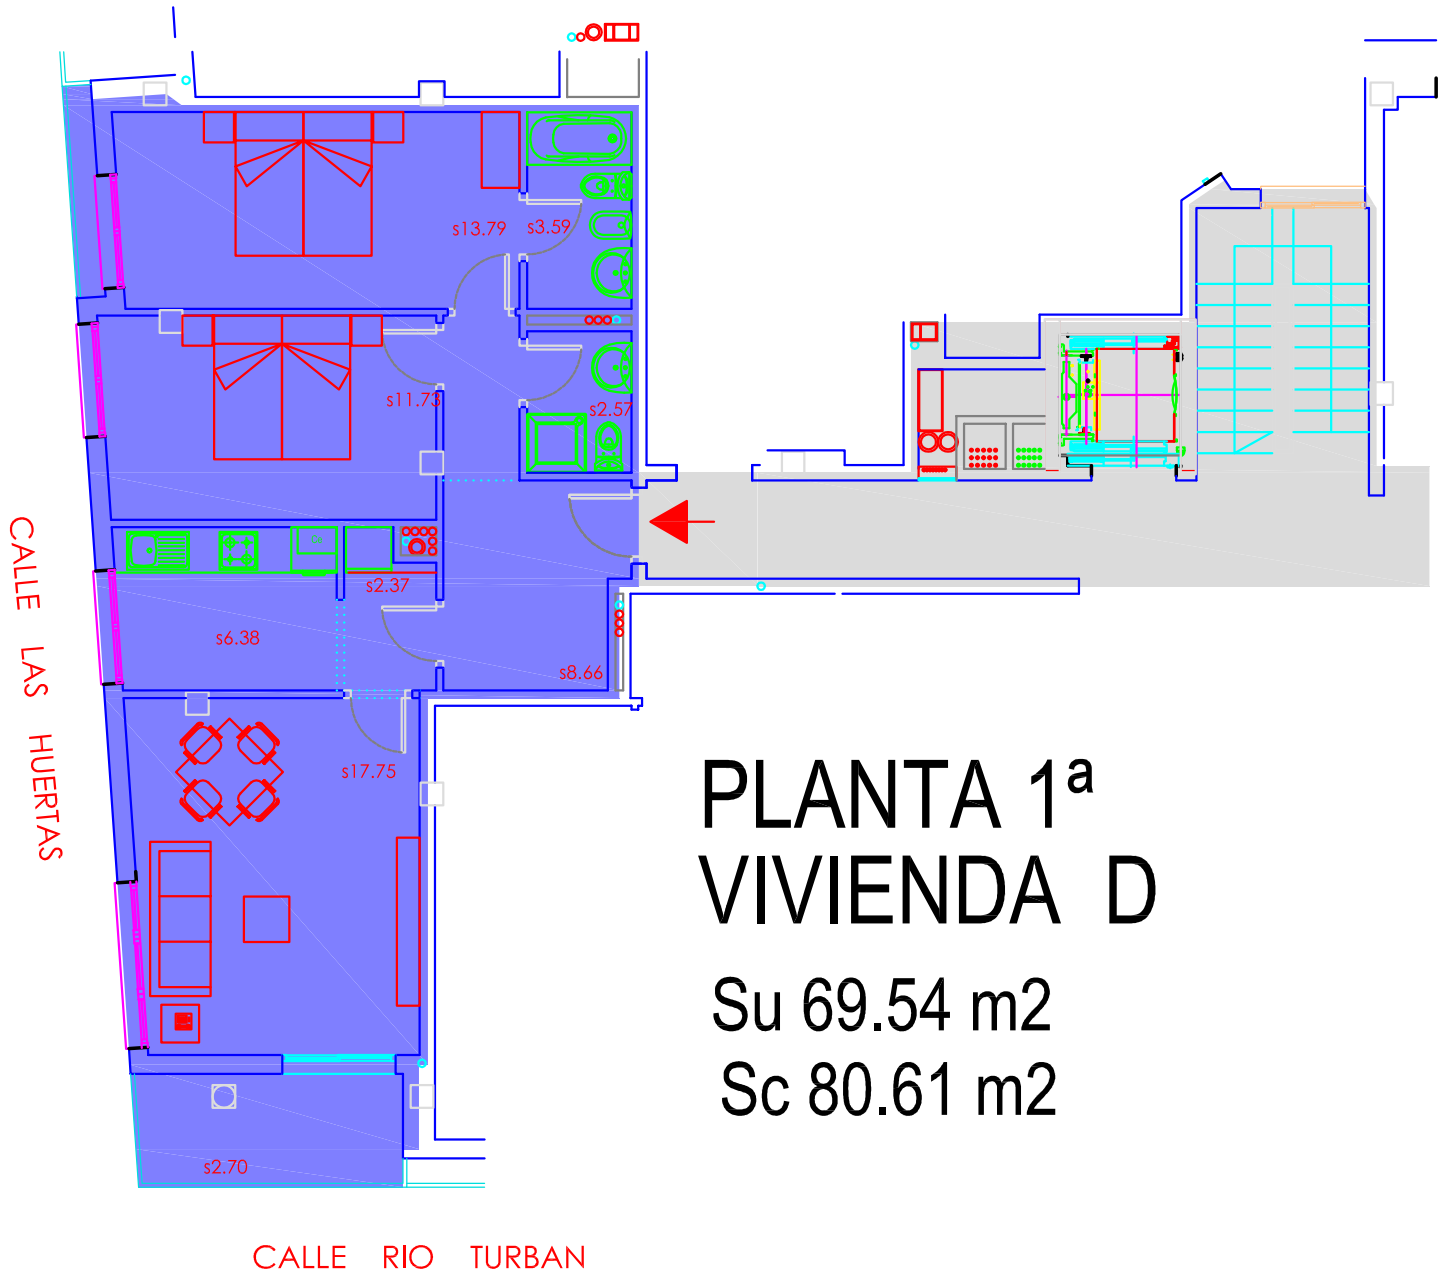 s13.79
s3.59
s11.73
s2.57
s2.37
s6.38
s8.66
s17.75
s2.70
CALLE LAS HUERTAS
CALLE RIO TURBAN
PLANTA 1ª
VIVIENDA D
Su 69.54 m2
Sc 80.61 m2